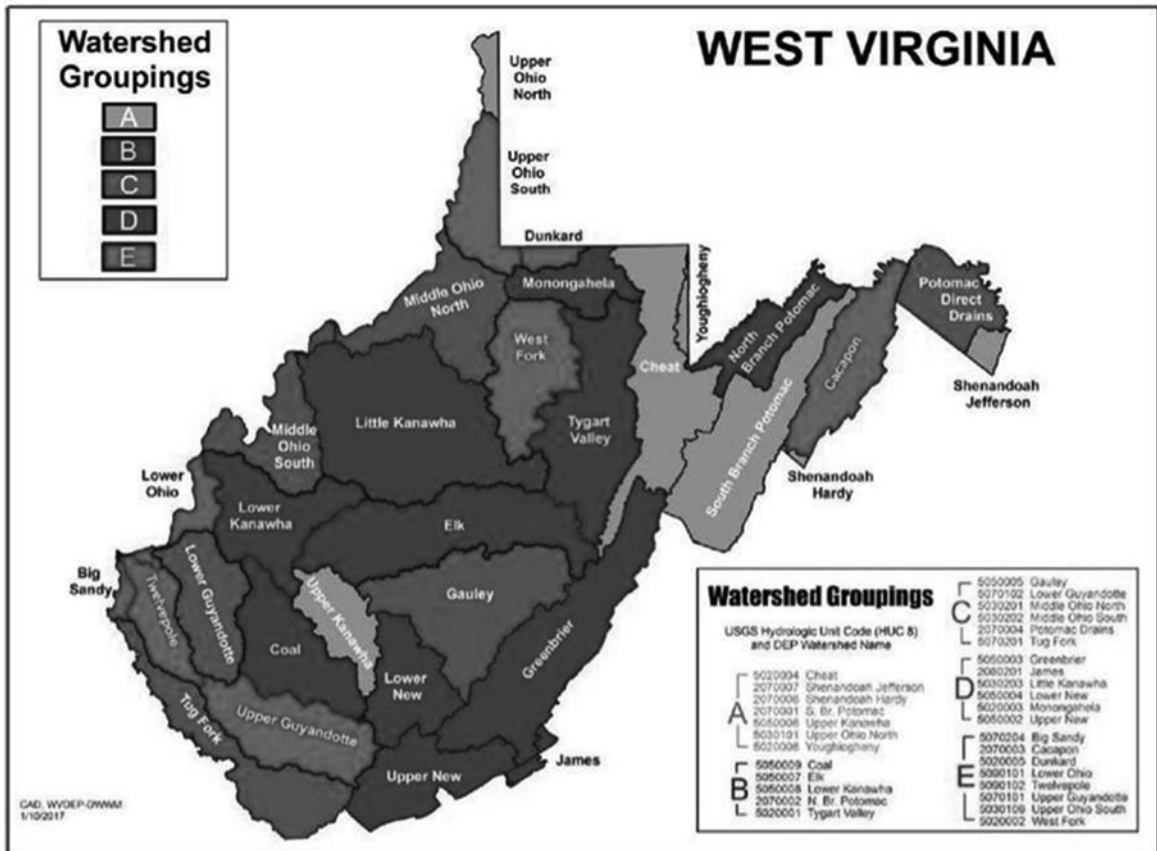 Watershed
Groupings
A
B
C
D
E
WEST VIRGINIA
Upper
Ohio
North
Upper
Ohio
South
Dunkard
Monongahela
Youghiogheny
Middle Ohio
North
West
Fork
Cheat
North
Branch Potomac
Potomac
Direct
Drains
Cacapon
Shenandoah
Jefferson
Little Kanawha
Tygart
Valley
South Branch Potomac
Shenandoah
Hardy
Middle
Ohio
South
Lower
Ohio
Lower
Kanawha
Elk
Big
Sandy
Twelvepole
Lower Guyandotte
Upper Kanawha
Gauley
Coal
Lower
New
Greenbrier
Tug Fork
Upper Guyandotte
Upper New
James
CAD, WVDEP-DWWM
1/10/2017
Watershed Groupings
USGS Hydrologic Unit Code (HUC 8)
and DEP Watershed Name
A
5020004 Cheat
2070007 Shenandoah Jefferson
2070006 Shenandoah Hardy
2070001 S. Br. Potomac
5050006 Upper Kanawha
5030101 Upper Ohio North
5020006 Youghiogheny
B
5050009 Coal
5050007 Elk
5050008 Lower Kanawha
2070002 N. Br. Potomac
5020001 Tygart Valley
C
5050005 Gauley
5070102 Lower Guyandotte
5030201 Middle Ohio North
5030202 Middle Ohio South
2070004 Potomac Drains
5070201 Tug Fork
D
5050003 Greenbrier
2080201 James
5030203 Little Kanawha
5050004 Lower New
5020003 Monongahela
5050002 Upper New
E
5070204 Big Sandy
2070003 Cacapon
5020005 Dunkard
5090101 Lower Ohio
5090102 Twelvepole
5070101 Upper Guyandotte
5030106 Upper Ohio South
5020002 West Fork